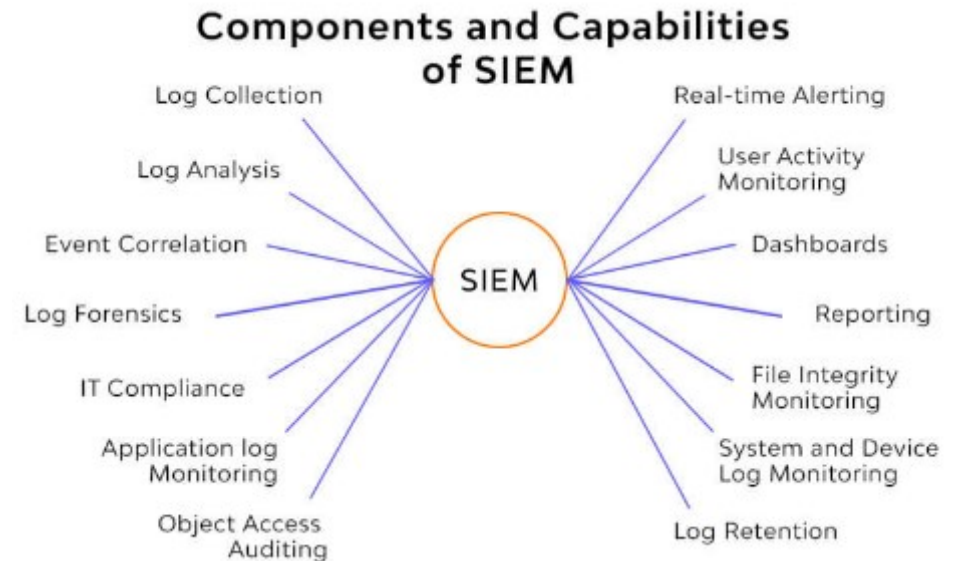 Components and Capabilities
of SIEM
Log Collection
Log Analysis
Event Correlation
Log Forensics
IT Compliance
Application log
Monitoring
Object Access
Auditing
SIEM
Real-time Alerting
User Activity
Monitoring
Dashboards
Reporting
File Integrity
Monitoring
System and Device
Log Monitoring
Log Retention